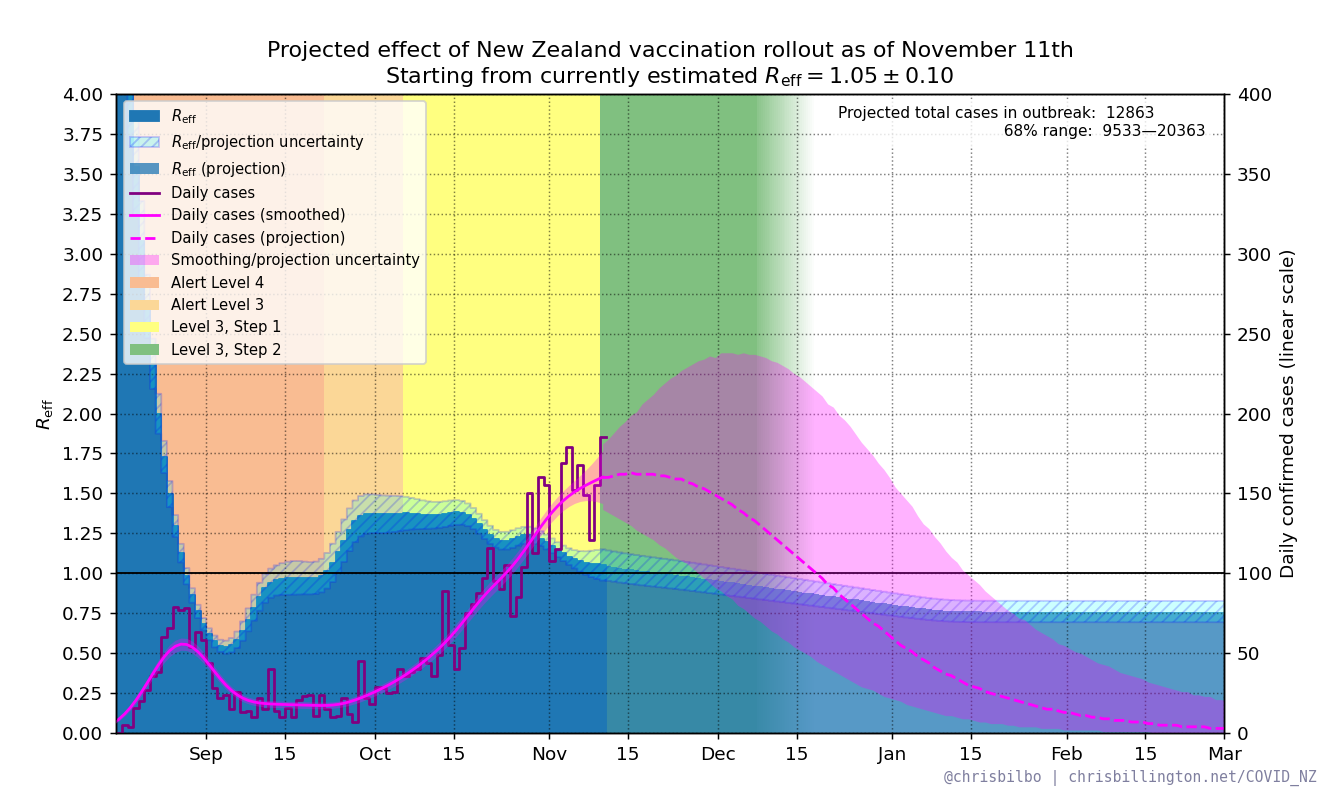 Projected effect of New Zealand vaccination rollout as of November 11th
Starting from currently estimated R_eff = 1.05 ± 0.10
Projected total cases in outbreak: 12863
68% range: 9533—20363
R_eff
R_eff/projection uncertainty
R_eff (projection)
Daily cases
Daily cases (smoothed)
Daily cases (projection)
Smoothing/projection uncertainty
Alert Level 4
Alert Level 3
Level 3, Step 1
Level 3, Step 2
R_eff
4.00
3.75
3.50
3.25
3.00
2.75
2.50
2.25
2.00
1.75
1.50
1.25
1.00
0.75
0.50
0.25
0.00
400
350
300
250
200
150
100
50
0
Daily confirmed cases (linear scale)
Sep 15 Oct 15 Nov 15 Dec 15 Jan 15 Feb 15 Mar
@chrisbilbo | chrisbillington.net/COVID_NZ